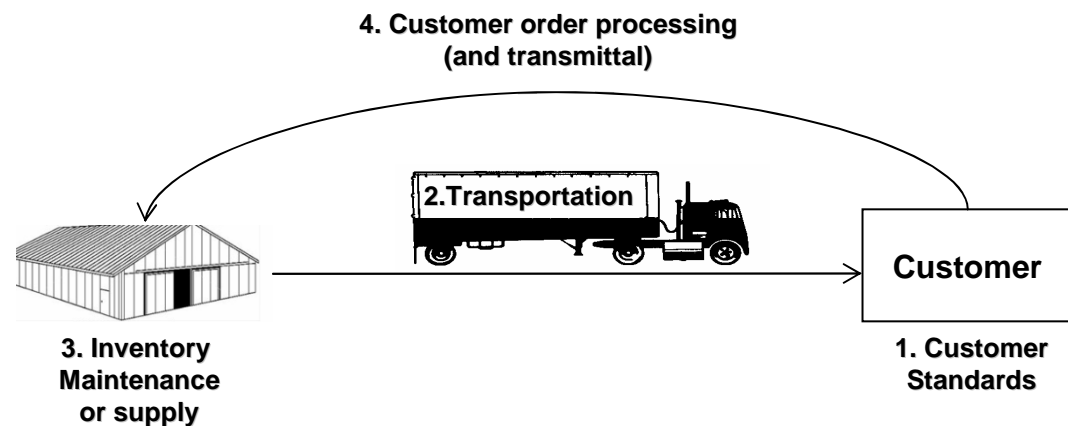 4. Customer order processing
(and transmittal)
2.Transportation
Customer
3. Inventory
Maintenance
or supply
1. Customer
Standards